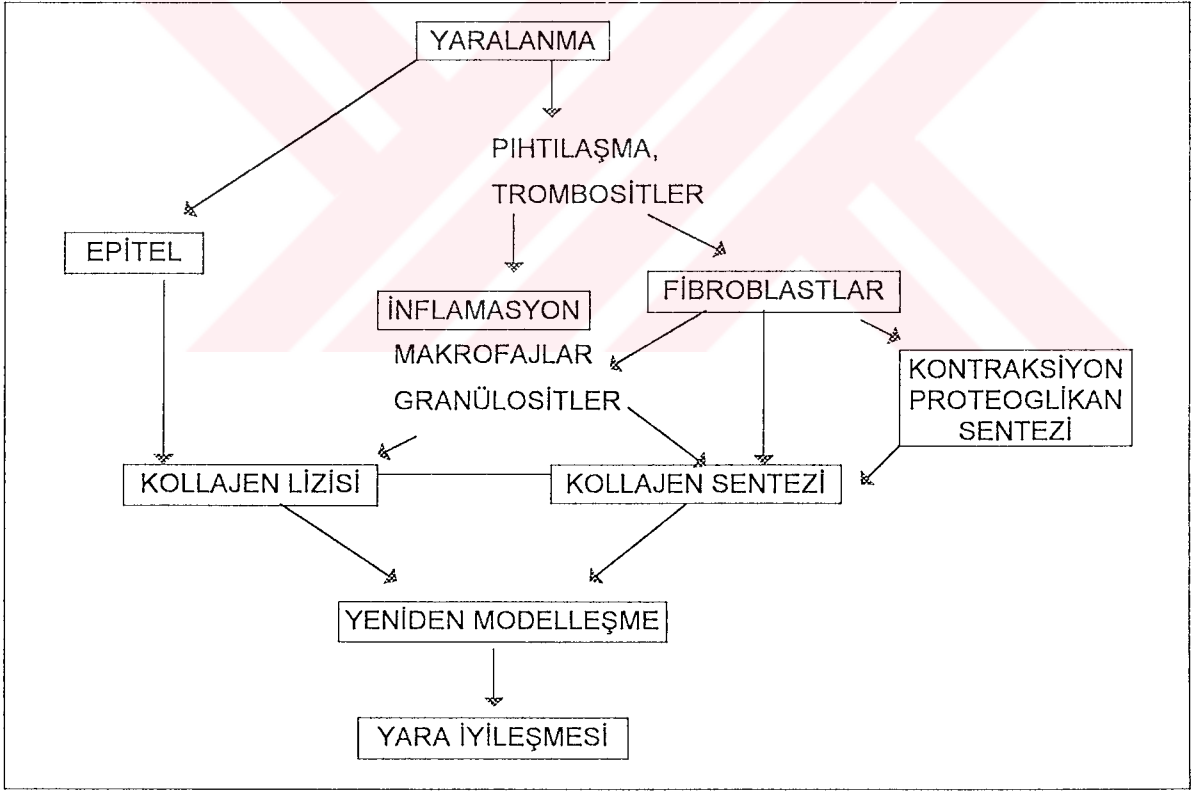 YARALANMA
PIHTILAŞMA,
TROMBOSİTLER
EPİTEL
FİBROBLASTLAR
İNFLAMASYON
MAKROFAJLAR
GRANÜLOSİTLER
KONTRAKSİYON
PROTEOGLİKAN
SENTEZİ
KOLLAJEN LİZİSİ
KOLLAJEN SENTEZİ
YENİDEN MODELLEŞME
YARA İYİLEŞMESİ